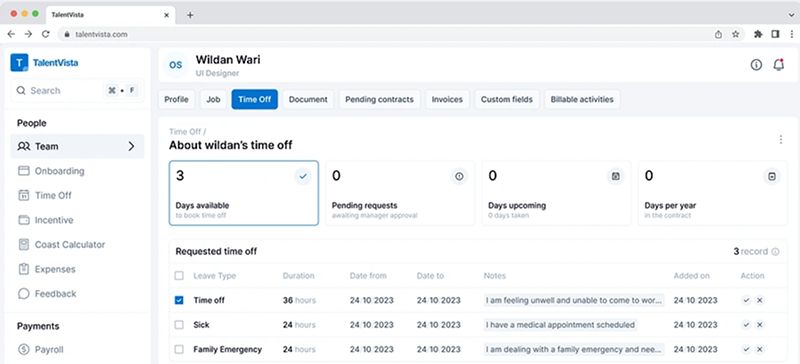 TalentVista
talentvista.com
TalentVista
Search ⌘ • F
People
Team
Onboarding
Time Off
Incentive
Coast Calculator
Expenses
Feedback
Payments
Payroll
OS
Wildan Wari
UI Designer
Profile Job Time Off Document Pending contracts Invoices Custom fields Billable activities
Time Off /
About wildan's time off
3
Days available
to book time off
0
Pending requests
awaiting manager approval
0
Days upcoming
0 days taken
0
Days per year
in the contract
Requested time off 3 record
Leave Type Duration Date from Date to Notes Added on Action
Time off 36 hours 24 10 2023 24 10 2023 I am feeling unwell and unable to come to wor... 24 10 2023
Sick 24 hours 24 10 2023 24 10 2023 I have a medical appointment scheduled 24 10 2023
Family Emergency 24 hours 24 10 2023 24 10 2023 I am dealing with a family emergency and nee... 24 10 2023